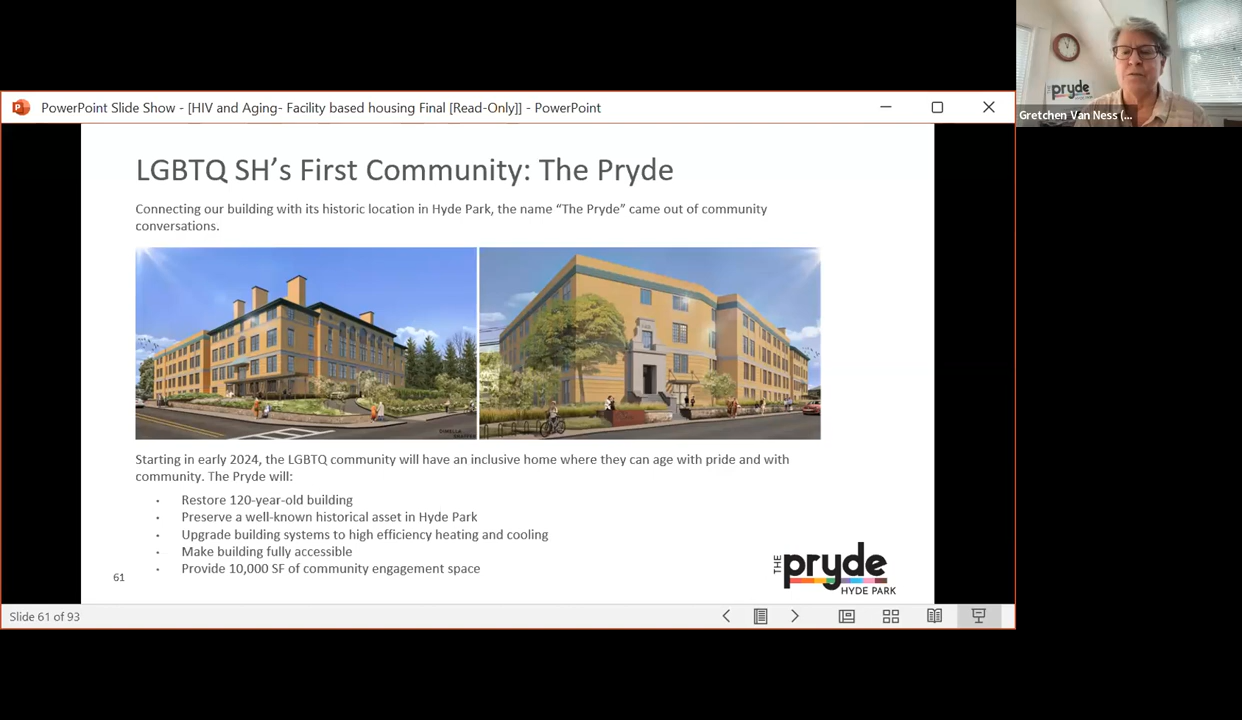 PowerPoint Slide Show - [HIV and Aging- Facility based housing Final [Read-Only]] - PowerPoint
pryde
Gretchen Van Ness (...
LGBTQ SH's First Community: The Pryde
Connecting our building with its historic location in Hyde Park, the name “The Pryde” came out of community
conversations.
Starting in early 2024, the LGBTQ community will have an inclusive home where they can age with pride and with
community. The Pryde will:
• Restore 120-year-old building
• Preserve a well-known historical asset in Hyde Park
• Upgrade building systems to high efficiency heating and cooling
• Make building fully accessible
• Provide 10,000 SF of community engagement space
THE pryde
HYDE PARK
61
Slide 61 of 93